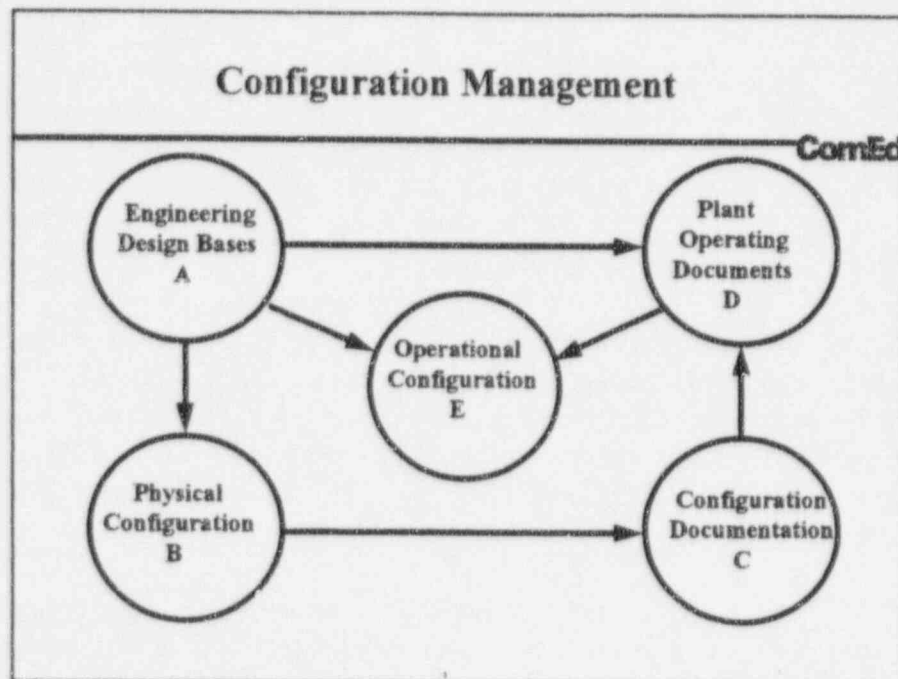 Configuration Management
ComEd
Engineering
Design Bases
A
Plant
Operating
Documents
D
Operational
Configuration
E
Physical
Configuration
B
Configuration
Documentation
C